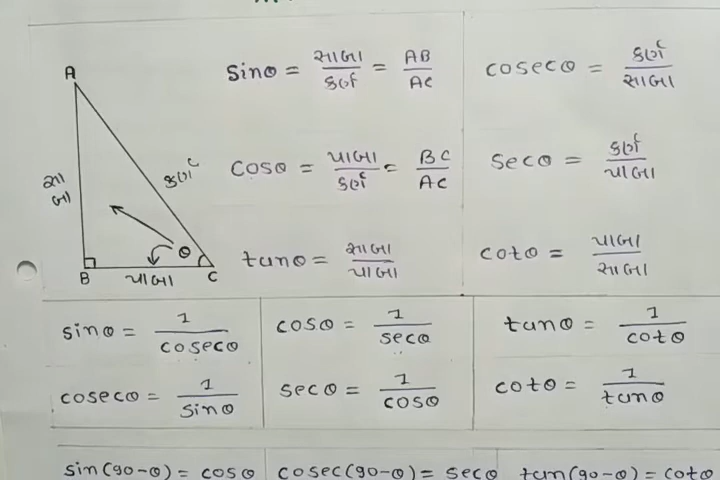 A
સા બા
કર્ણ
θ
B પાબા C
sinθ = સાબા/કર્ણ = AB/AC
cosecθ = કર્ણ/સાબા
cosθ = પાબા/કર્ણ = BC/AC
secθ = કર્ણ/પાબા
tanθ = સાબા/પાબા
cotθ = પાબા/સાબા
sinθ = 1/cosecθ
cosθ = 1/secθ
tanθ = 1/cotθ
cosecθ = 1/sinθ
secθ = 1/cosθ
cotθ = 1/tanθ
sin(90-θ) = cosθ
cosec(90-θ) = secθ
tan(90-θ) = cotθ